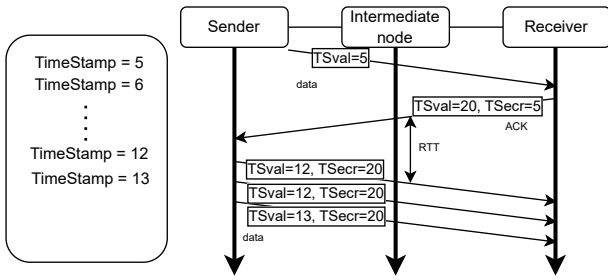 Sender
Intermediate
node
Receiver
TimeStamp = 5
TimeStamp = 6
TimeStamp = 12
TimeStamp = 13
TSval=5
data
TSval=20, TSecr=5
ACK
RTT
TSval=12, TSecr=20
TSval=12, TSecr=20
TSval=13, TSecr=20
data